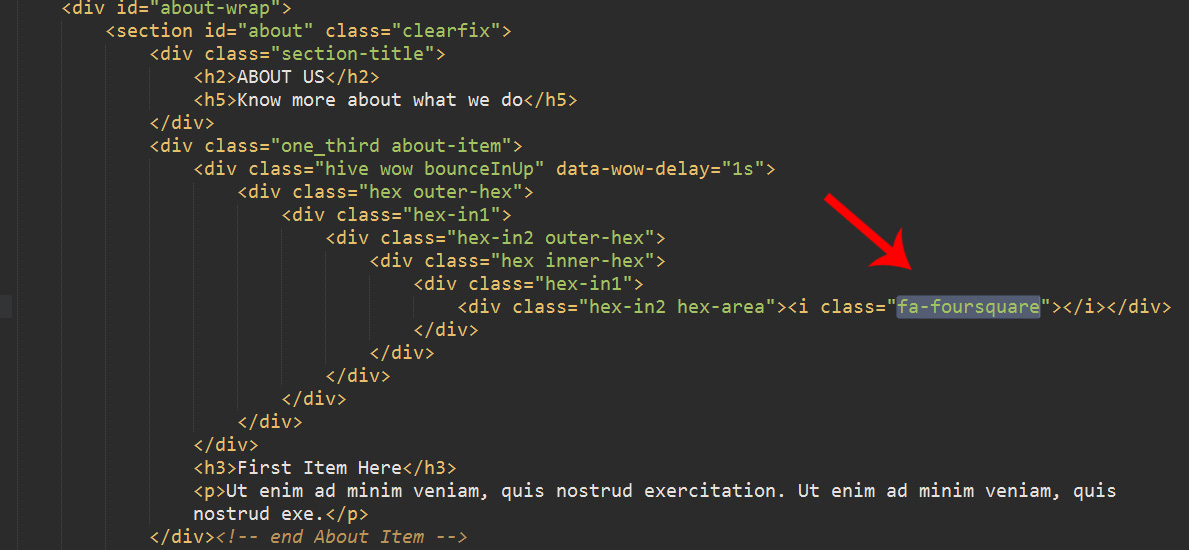 <div id="about-wrap">
<section id="about" class="clearfix">
<div class="section-title">
<h2>ABOUT US</h2>
<h5>Know more about what we do</h5>
</div>
<div class="one_third about-item">
<div class="hive wow bounceInUp" data-wow-delay="1s">
<div class="hex outer-hex">
<div class="hex-in1">
<div class="hex-in2 outer-hex">
<div class="hex inner-hex">
<div class="hex-in1">
<div class="hex-in2 hex-area"><i class="fa-foursquare"></i></div>
</div>
</div>
</div>
</div>
</div>
</div>
<h3>First Item Here</h3>
<p>Ut enim ad minim veniam, quis nostrud exercitation. Ut enim ad minim veniam, quis
nostrud exe.</p>
</div><!-- end About Item -->